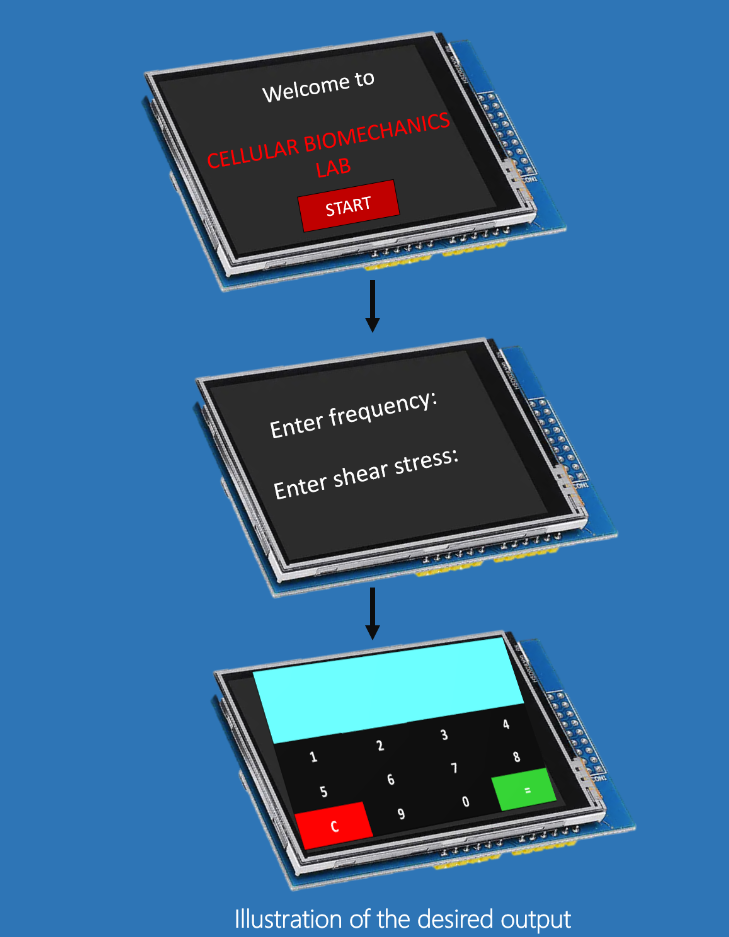 Welcome to
CELLULAR BIOMECHANICS
LAB
START
Enter frequency:
Enter shear stress:
1 2 3 4
5 6 7 8
C 9 0 =
Illustration of the desired output